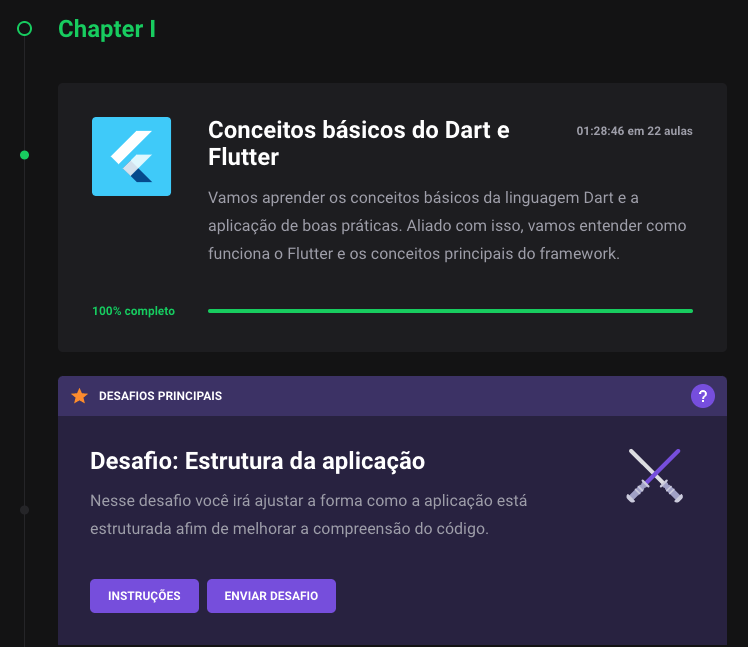 Chapter I
Conceitos básicos do Dart e
Flutter
01:28:46 em 22 aulas
Vamos aprender os conceitos básicos da linguagem Dart e a
aplicação de boas práticas. Aliado com isso, vamos entender como
funciona o Flutter e os conceitos principais do framework.
100% completo
DESAFIOS PRINCIPAIS
?
Desafio: Estrutura da aplicação
Nesse desafio você irá ajustar a forma como a aplicação está
estruturada afim de melhorar a compreensão do código.
INSTRUÇÕES
ENVIAR DESAFIO